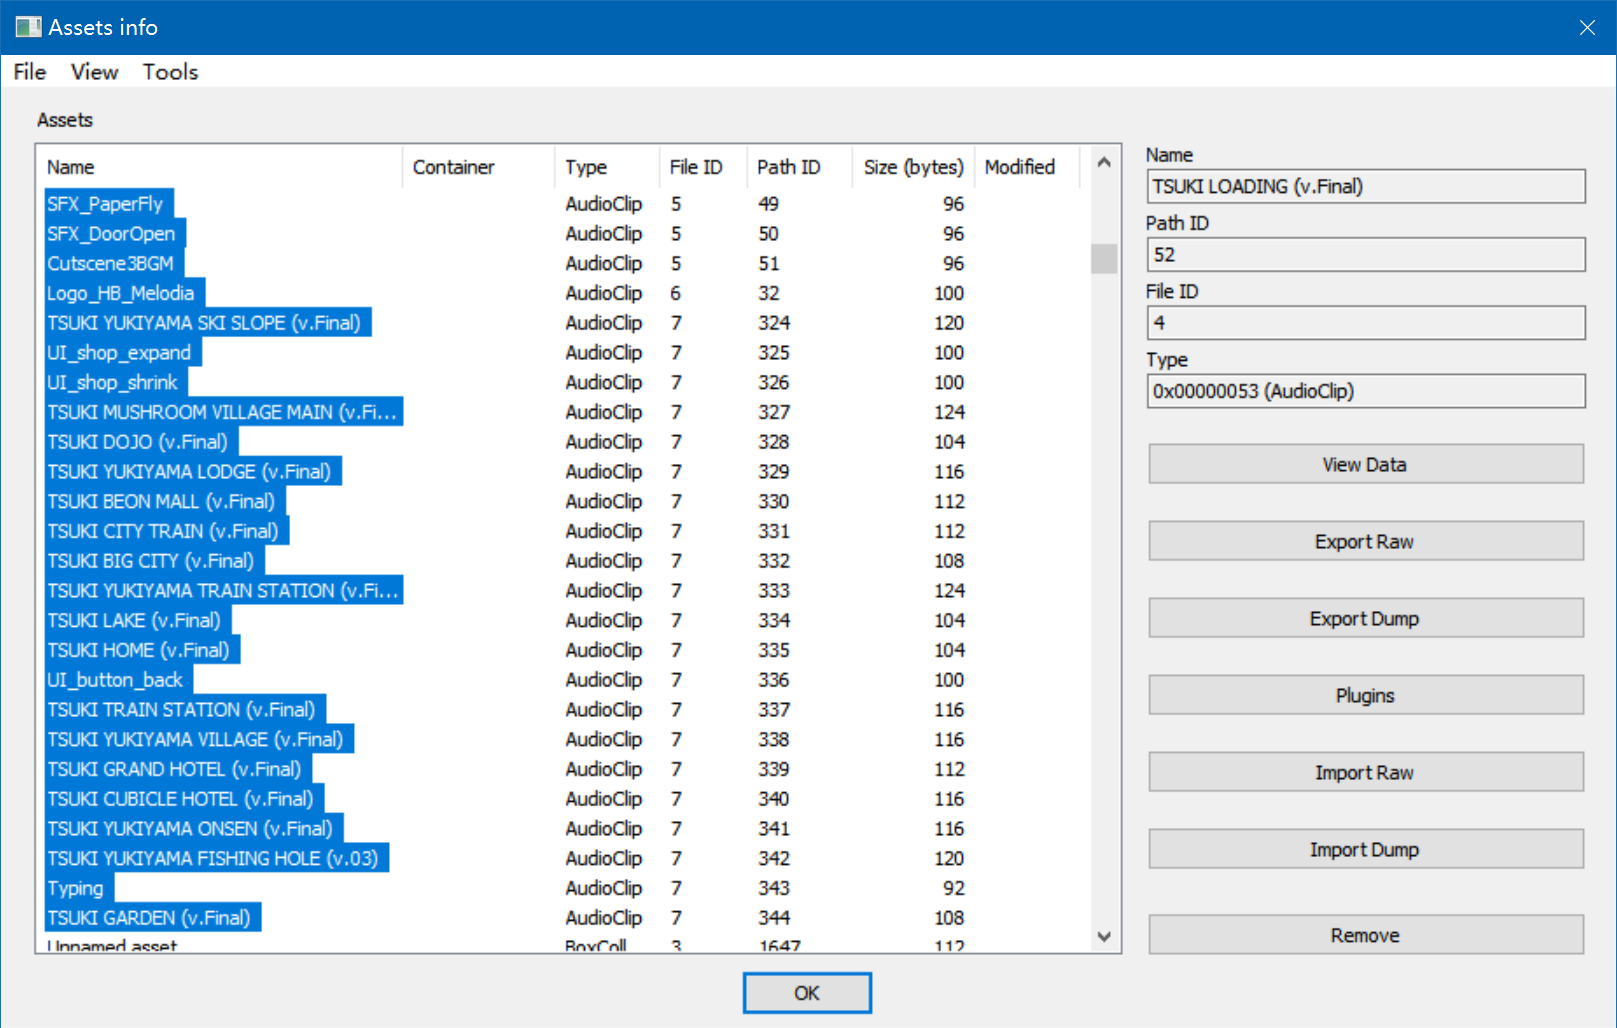 Assets info
File View Tools
Assets
Name Container Type File ID Path ID Size (bytes) Modified
SFX_PaperFly AudioClip 5 49 96
SFX_DoorOpen AudioClip 5 50 96
Cutscene3BGM AudioClip 5 51 96
Logo_HB_Melodia AudioClip 6 32 100
TSUKI YUKIYAMA SKI SLOPE (v.Final) AudioClip 7 324 120
UI_shop_expand AudioClip 7 325 100
UI_shop_shrink AudioClip 7 326 100
TSUKI MUSHROOM VILLAGE MAIN (v.Fi... AudioClip 7 327 124
TSUKI DOJO (v.Final) AudioClip 7 328 104
TSUKI YUKIYAMA LODGE (v.Final) AudioClip 7 329 116
TSUKI BEON MALL (v.Final) AudioClip 7 330 112
TSUKI CITY TRAIN (v.Final) AudioClip 7 331 112
TSUKI BIG CITY (v.Final) AudioClip 7 332 108
TSUKI YUKIYAMA TRAIN STATION (v.Fi... AudioClip 7 333 124
TSUKI LAKE (v.Final) AudioClip 7 334 104
TSUKI HOME (v.Final) AudioClip 7 335 104
UI_button_back AudioClip 7 336 100
TSUKI TRAIN STATION (v.Final) AudioClip 7 337 116
TSUKI YUKIYAMA VILLAGE (v.Final) AudioClip 7 338 116
TSUKI GRAND HOTEL (v.Final) AudioClip 7 339 112
TSUKI CUBICLE HOTEL (v.Final) AudioClip 7 340 116
TSUKI YUKIYAMA ONSEN (v.Final) AudioClip 7 341 116
TSUKI YUKIYAMA FISHING HOLE (v.03) AudioClip 7 342 120
Typing AudioClip 7 343 92
TSUKI GARDEN (v.Final) AudioClip 7 344 108
Unnamed asset BoxColl... 3 1647 112
Name
TSUKI LOADING (v.Final)
Path ID
52
File ID
4
Type
0x00000053 (AudioClip)
View Data
Export Raw
Export Dump
Plugins
Import Raw
Import Dump
Remove
OK